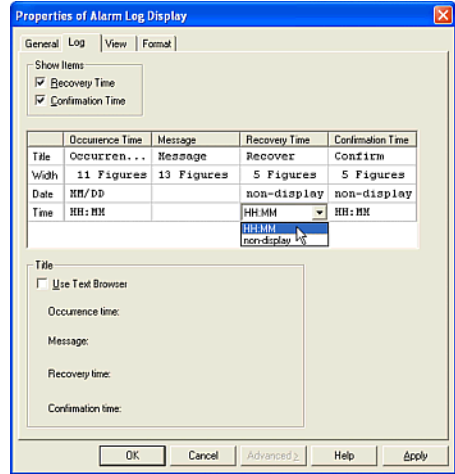 Properties of Alarm Log Display
General Log View Format
Show Items
Recovery Time
Confirmation Time
Occurrence Time Message Recovery Time Confirmation Time
Title Occurren... Message Recover Confirm
Width 11 Figures 13 Figures 5 Figures 5 Figures
Date MM/DD non-display non-display
Time HH:MM HH:MM HH:MM
HH:MM
non-display
Title
Use Text Browser
Occurrence time:
Message:
Recovery time:
Confirmation time:
OK Cancel Advanced > Help Apply